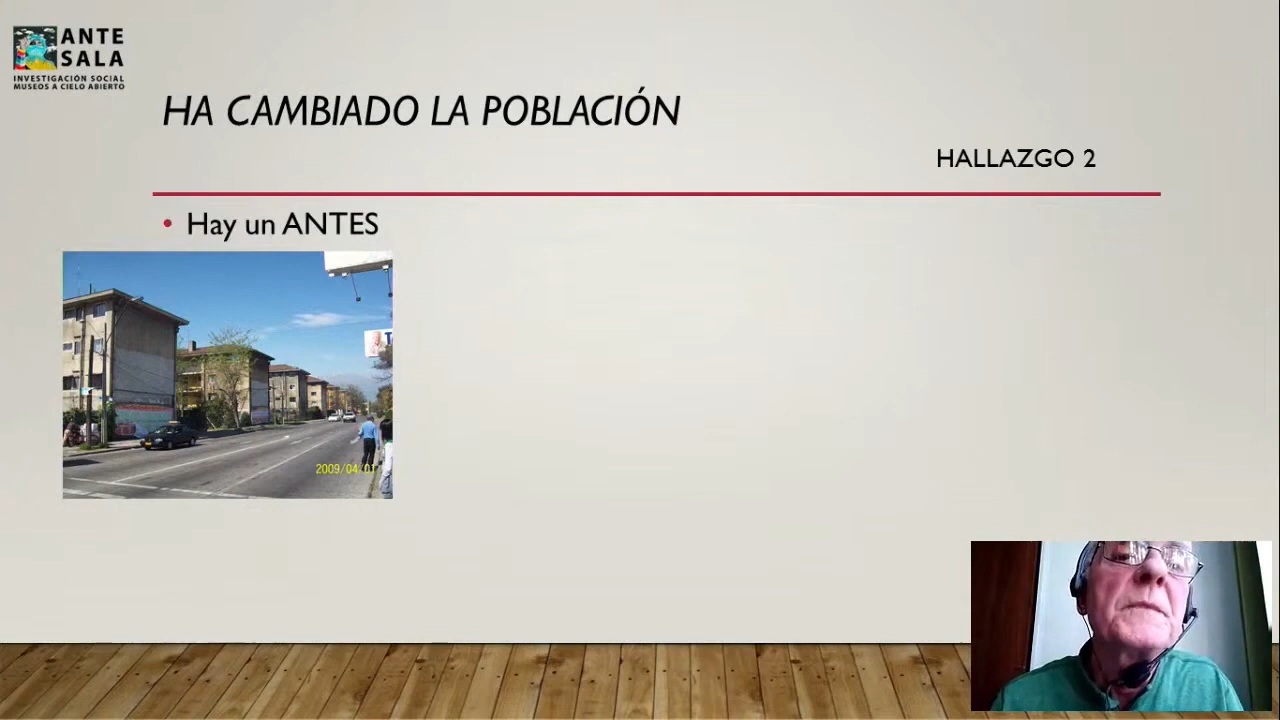 ANTE
SALA
INVESTIGACIÓN SOCIAL
MUSEOS A CIELO ABIERTO
HA CAMBIADO LA POBLACIÓN
HALLAZGO 2
• Hay un ANTES
2009/04/01